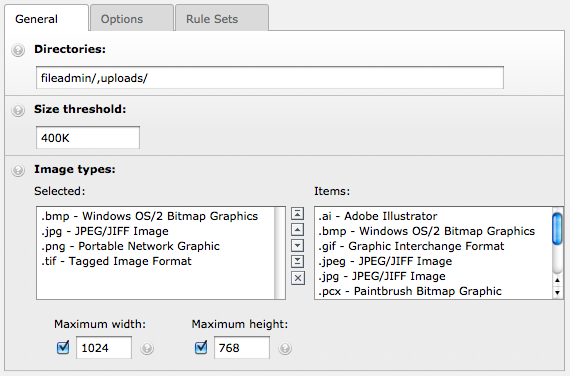 General Options Rule Sets
Directories:
fileadmin/,uploads/
Size threshold:
400K
Image types:
Selected: Items:
.bmp - Windows OS/2 Bitmap Graphics .ai - Adobe Illustrator
.jpg - JPEG/JIFF Image .bmp - Windows OS/2 Bitmap Graphics
.png - Portable Network Graphic .gif - Graphic Interchange Format
.tif - Tagged Image Format .jpeg - JPEG/JIFF Image
.jpg - JPEG/JIFF Image
.pcx - Paintbrush Bitmap Graphic
Maximum width: Maximum height:
1024 768